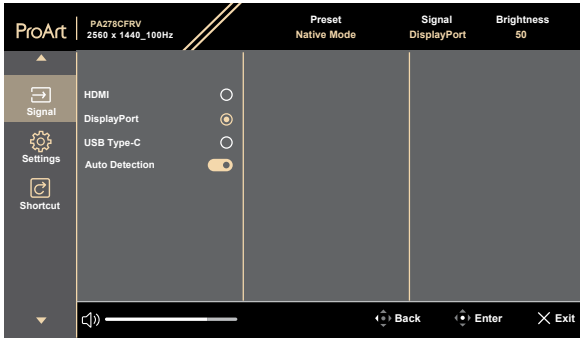 ProArt
PA278CFRV
2560 x 1440_100Hz
Preset
Native Mode
Signal
DisplayPort
Brightness
50
Signal
Settings
Shortcut
HDMI
DisplayPort
USB Type-C
Auto Detection
Back
Enter
Exit